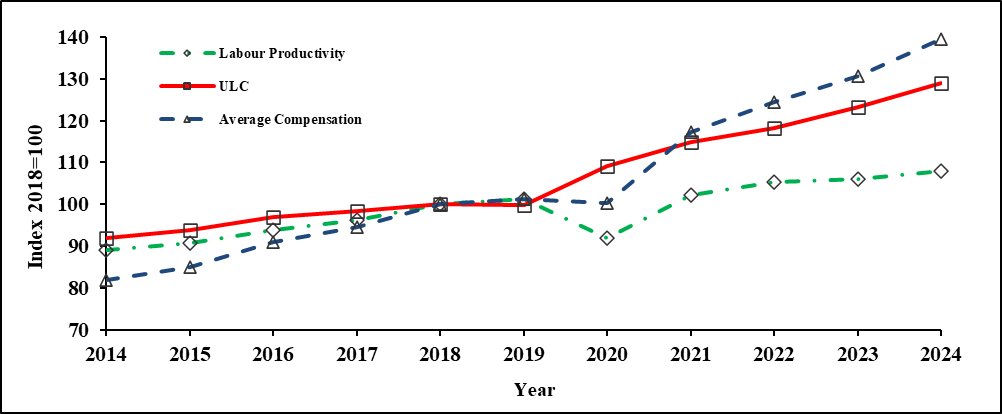 140
130
120
110
100
90
80
70
Index 2018=100
Labour Productivity
ULC
Average Compensation
2014 2015 2016 2017 2018 2019 2020 2021 2022 2023 2024
Year